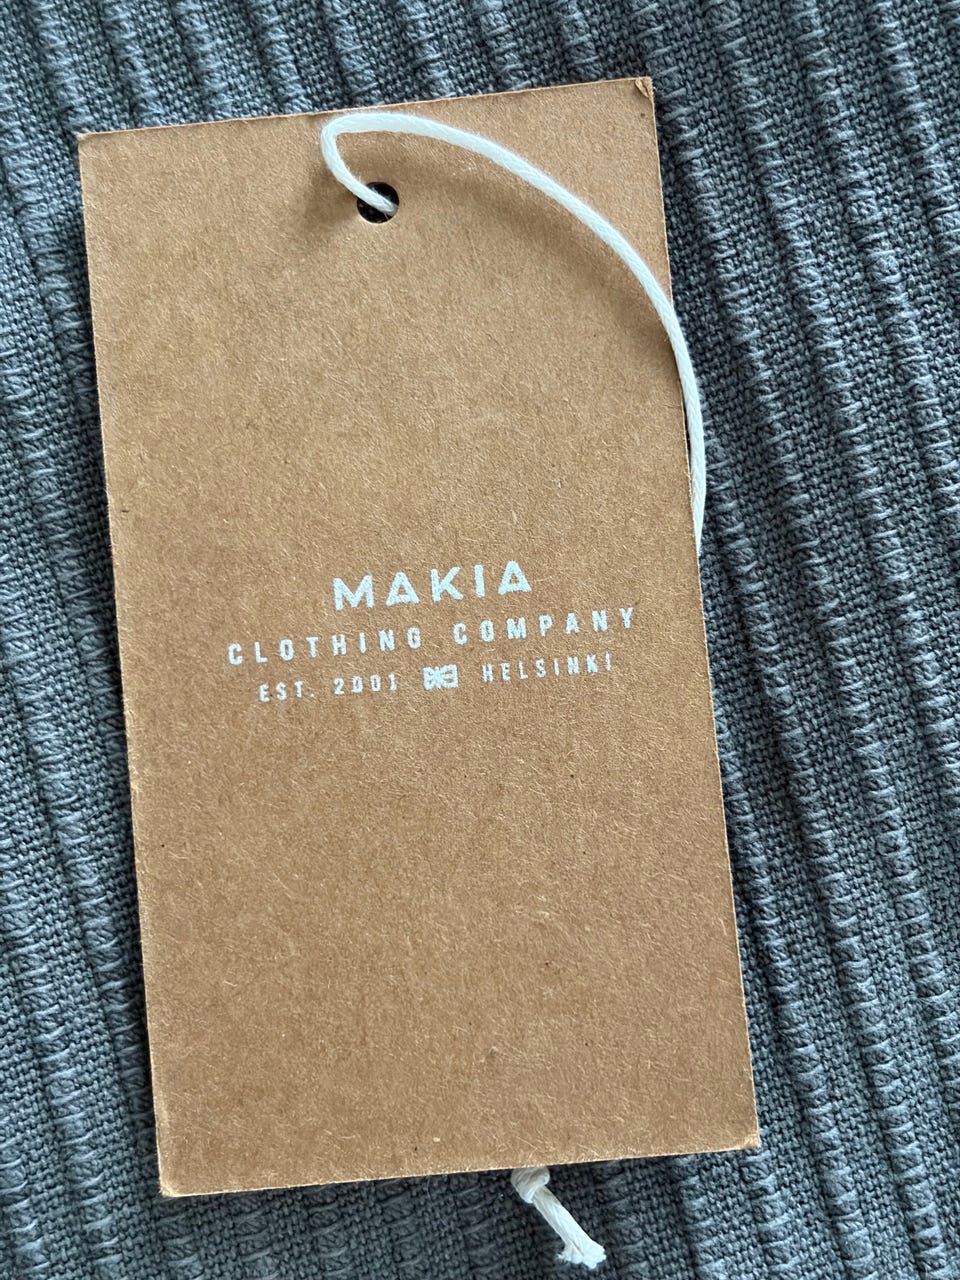 MAKIA
CLOTHING COMPANY
EST. 2001 HELSINKI